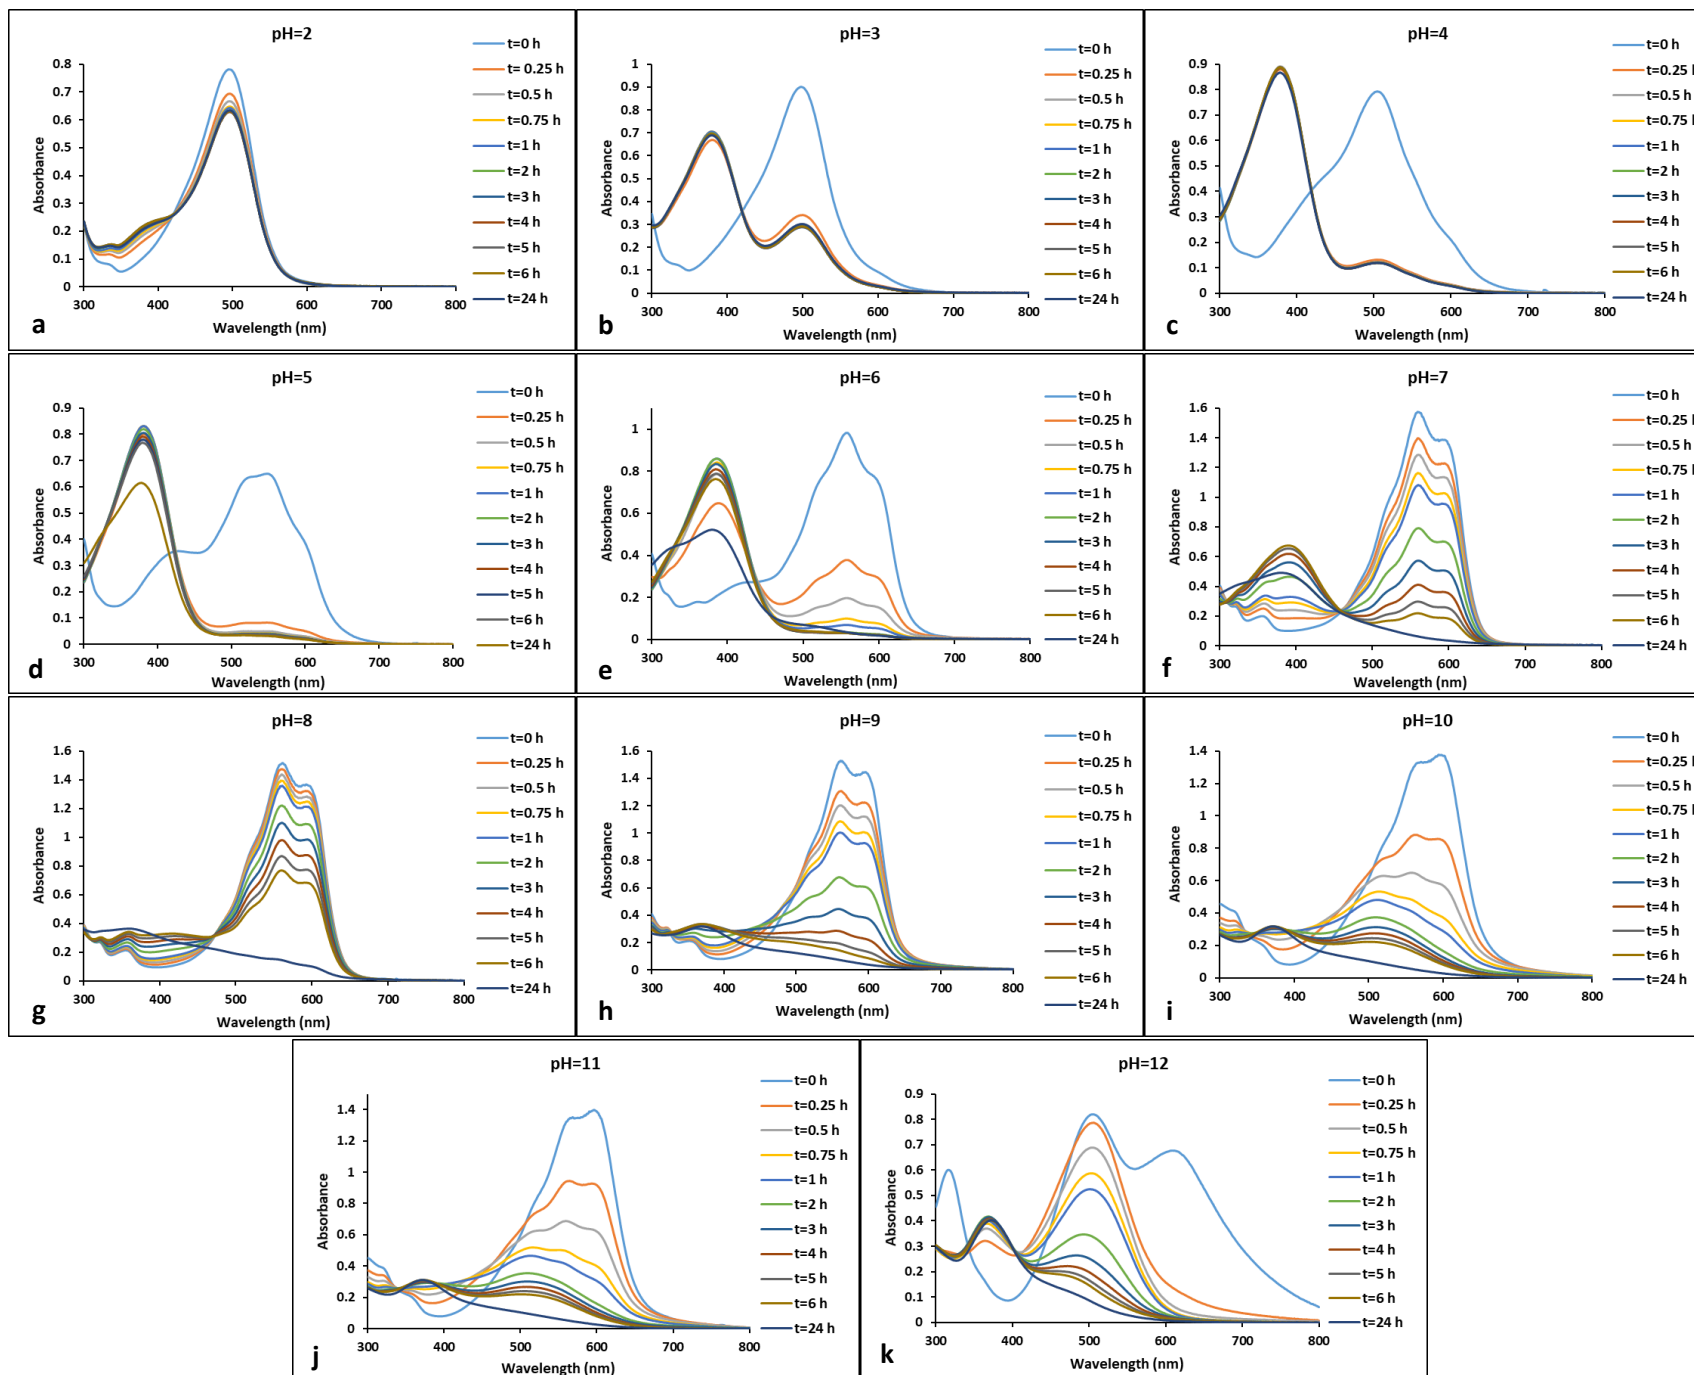 pH=2
t=0 h
t= 0.25 h
t=0.5 h
t=0.75 h
t=1 h
t=2 h
t=3 h
t=4 h
t=5 h
t=6 h
t=24 h
Absorbance
0.8
0.7
0.6
0.5
0.4
0.3
0.2
0.1
0
300 400 500 600 700 800
Wavelength (nm)
a
pH=3
t=0 h
t=0.25 h
t=0.5 h
t=0.75 h
t=1 h
t=2 h
t=3 h
t=4 h
t=5 h
t=6 h
t=24 h
Absorbance
1
0.9
0.8
0.7
0.6
0.5
0.4
0.3
0.2
0.1
0
300 400 500 600 700 800
Wavelength (nm)
b
pH=4
t=0 h
t=0.25 h
t=0.5 h
t=0.75 h
t=1 h
t=2 h
t=3 h
t=4 h
t=5 h
t=6 h
t=24 h
Absorbance
0.9
0.8
0.7
0.6
0.5
0.4
0.3
0.2
0.1
0
300 400 500 600 700 800
Wavelength (nm)
c
pH=5
t=0 h
t=0.25 h
t=0.5 h
t=0.75 h
t=1 h
t=2 h
t=3 h
t=4 h
t=5 h
t=6 h
t=24 h
Absorbance
0.9
0.8
0.7
0.6
0.5
0.4
0.3
0.2
0.1
0
300 400 500 600 700 800
Wavelength (nm)
d
pH=6
t=0 h
t=0.25 h
t=0.5 h
t=0.75 h
t=1 h
t=2 h
t=3 h
t=4 h
t=5 h
t=6 h
t=24 h
Absorbance
1
0.8
0.6
0.4
0.2
0
300 400 500 600 700 800
Wavelength (nm)
e
pH=7
t=0 h
t=0.25 h
t=0.5 h
t=0.75 h
t=1 h
t=2 h
t=3 h
t=4 h
t=5 h
t=6 h
t=24 h
Absorbance
1.6
1.4
1.2
1
0.8
0.6
0.4
0.2
0
300 400 500 600 700 800
Wavelength (nm)
f
pH=8
t=0 h
t=0.25 h
t=0.5 h
t=0.75 h
t=1 h
t=2 h
t=3 h
t=4 h
t=5 h
t=6 h
t=24 h
Absorbance
1.6
1.4
1.2
1
0.8
0.6
0.4
0.2
0
300 400 500 600 700 800
Wavelength (nm)
g
pH=9
t=0 h
t=0.25 h
t=0.5 h
t=0.75 h
t=1 h
t=2 h
t=3 h
t=4 h
t=5 h
t=6 h
t=24 h
Absorbance
1.6
1.4
1.2
1
0.8
0.6
0.4
0.2
0
300 400 500 600 700 800
Wavelength (nm)
h
pH=10
t=0 h
t=0.25 h
t=0.5 h
t=0.75 h
t=1 h
t=2 h
t=3 h
t=4 h
t=5 h
t=6 h
t=24 h
Absorbance
1.4
1.2
1
0.8
0.6
0.4
0.2
0
300 400 500 600 700 800
Wavelength (nm)
i
pH=11
t=0 h
t=0.25 h
t=0.5 h
t=0.75 h
t=1 h
t=2 h
t=3 h
t=4 h
t=5 h
t=6 h
t=24 h
Absorbance
1.4
1.2
1
0.8
0.6
0.4
0.2
0
300 400 500 600 700 800
Wavelength (nm)
j
pH=12
t=0 h
t=0.25 h
t=0.5 h
t=0.75 h
t=1 h
t=2 h
t=3 h
t=4 h
t=5 h
t=6 h
t=24 h
Absorbance
0.9
0.8
0.7
0.6
0.5
0.4
0.3
0.2
0.1
0
300 400 500 600 700 800
Wavelength (nm)
k